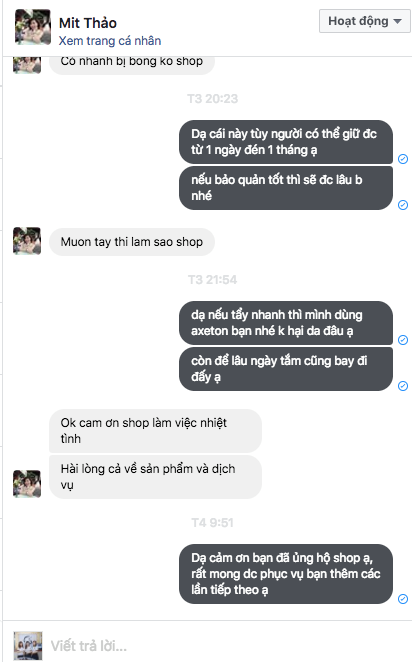 Mit Thảo
Hoạt động
Xem trang cá nhân
Có nhanh bị bong ko shop
T3 20:23
Dạ cái này tùy người có thể giữ đc
từ 1 ngày đén 1 tháng ạ
nếu bảo quản tốt thì sẽ đc lâu b
nhé
Muon tay thi lam sao shop
T3 21:54
dạ nếu tẩy nhanh thì mình dùng
axeton bạn nhé k hại da đâu ạ
còn để lâu ngày tắm cũng bay đi
đấy ạ
Ok cam ơn shop làm việc nhiệt
tình
Hài lòng cả về sản phẩm và dịch
vụ
T4 9:51
Dạ cảm ơn bạn đã ủng hộ shop ạ,
rất mong dc phục vụ bạn thêm các
lần tiếp theo ạ
Viết trả lời...